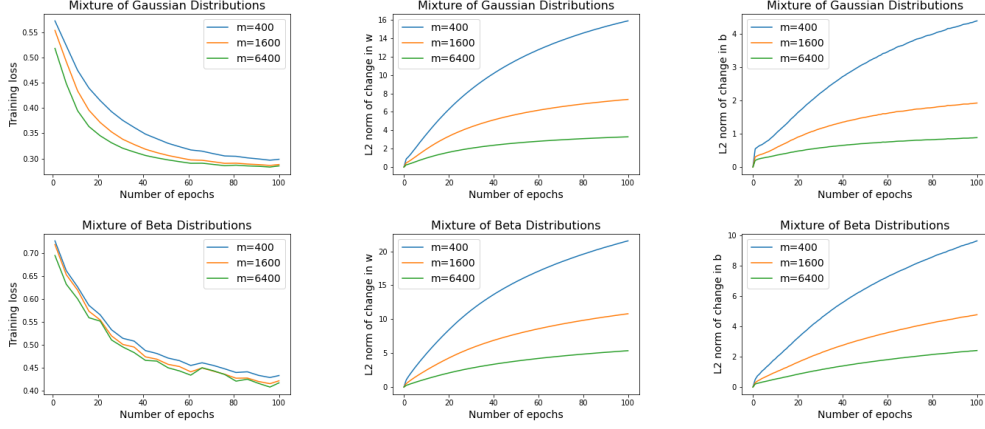 Mixture of Gaussian Distributions
Training loss
0.55
0.50
0.45
0.40
0.35
0.30
m=400
m=1600
m=6400
0
20
40
60
80
100
Number of epochs
Mixture of Gaussian Distributions
L2 norm of change in w
16
14
12
10
8
6
4
2
0
m=400
m=1600
m=6400
0
20
40
60
80
100
Number of epochs
Mixture of Gaussian Distributions
L2 norm of change in b
4
3
2
1
0
m=400
m=1600
m=6400
0
20
40
60
80
100
Number of epochs
Mixture of Beta Distributions
Training loss
0.70
0.65
0.60
0.55
0.50
0.45
0.40
m=400
m=1600
m=6400
0
20
40
60
80
100
Number of epochs
Mixture of Beta Distributions
L2 norm of change in w
20
15
10
5
0
m=400
m=1600
m=6400
0
20
40
60
80
100
Number of epochs
Mixture of Beta Distributions
L2 norm of change in b
10
8
6
4
2
0
m=400
m=1600
m=6400
0
20
40
60
80
100
Number of epochs